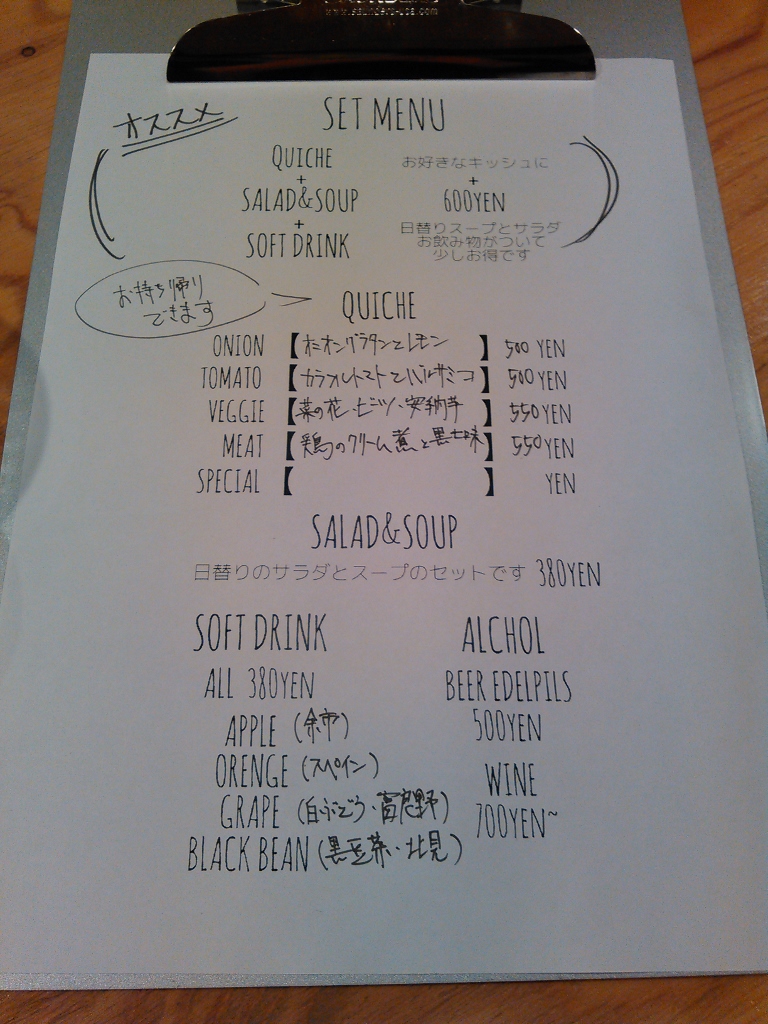 www.saunders-usa.com
オススメ
SET MENU
QUICHE
+
SALAD&SOUP
+
SOFT DRINK
お好きなキッシュに
+
600YEN
日替りスープとサラダ
お飲み物がついて
少しお得です
お持ち帰り
できます
QUICHE
ONION 【オニオングラタンとレモン】 500 YEN
TOMATO 【カラフルトマトとバルサミコ】 500 YEN
VEGGIE 【菜の花・ビーツ・安納芋】 550 YEN
MEAT 【鶏のクリーム煮と黒七味】 550 YEN
SPECIAL 【 】 YEN
SALAD&SOUP
日替りのサラダとスープのセットです 380YEN
SOFT DRINK
ALL 380YEN
APPLE (余市)
ORENGE (スペイン)
GRAPE (白ぶどう・富良野)
BLACK BEAN (黒豆茶・北見)
ALCHOL
BEER EDELPILS
500YEN
WINE
700YEN~